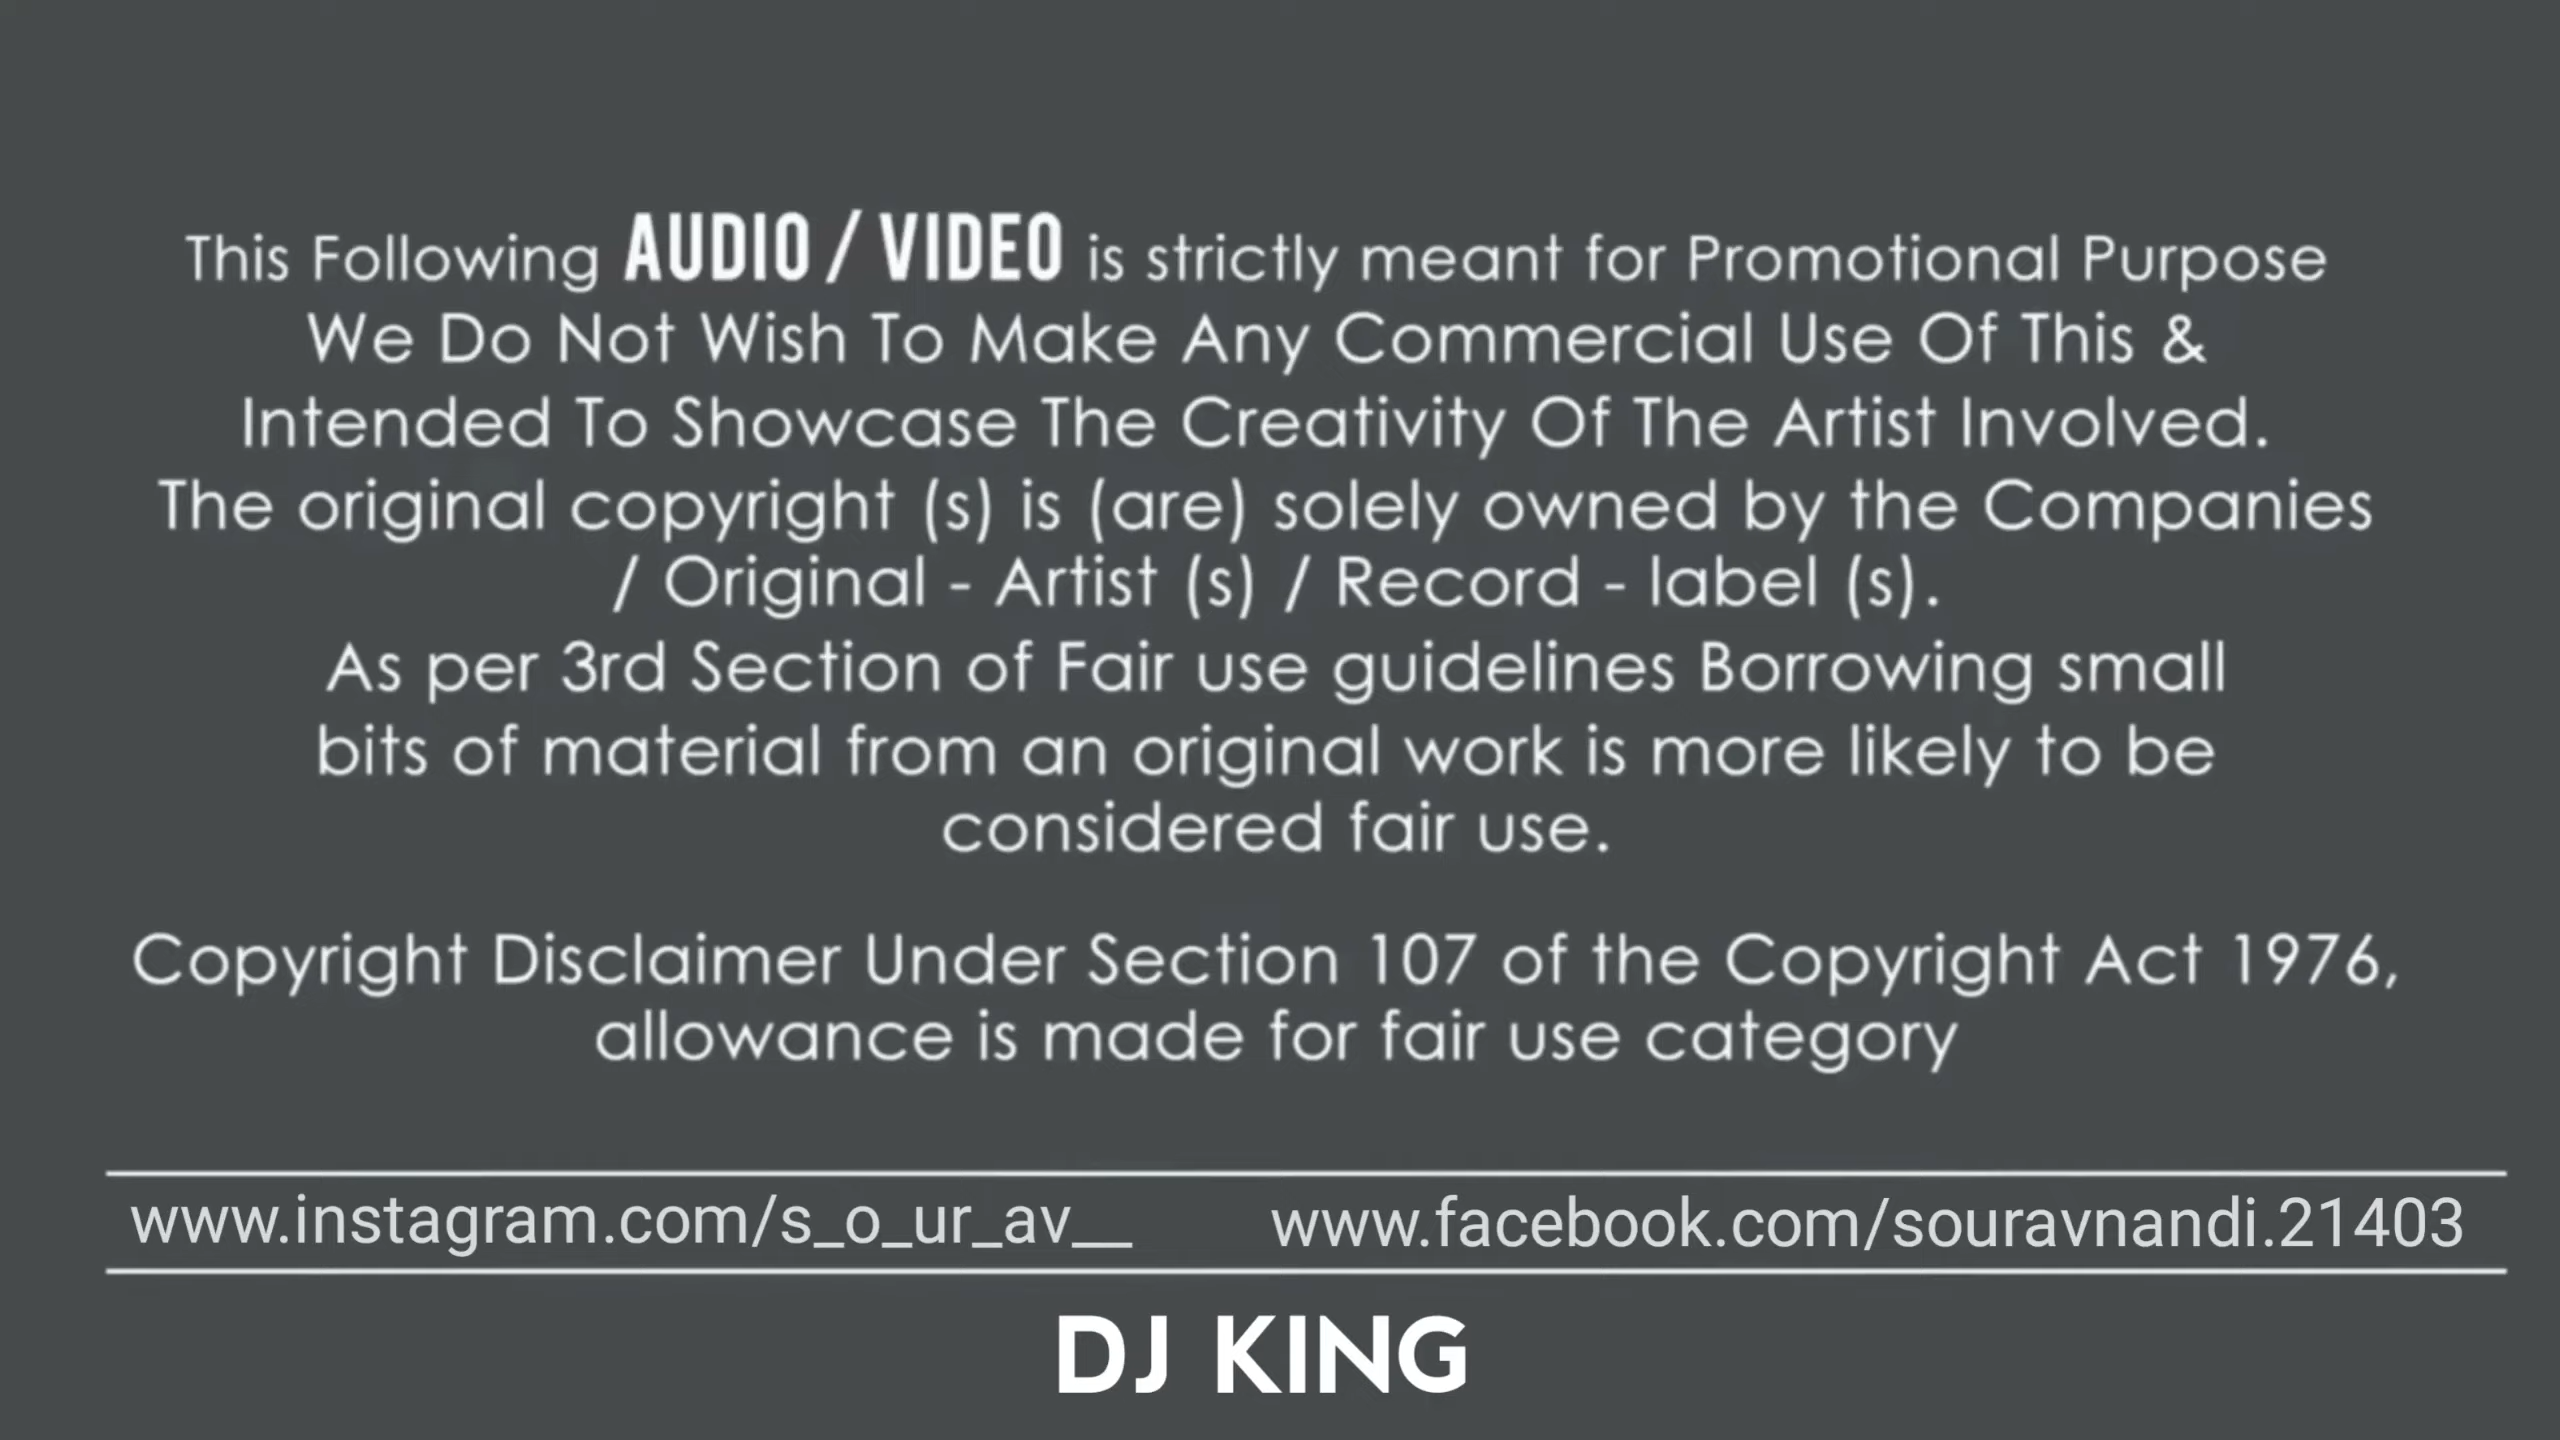 This Following AUDIO / VIDEO is strictly meant for Promotional Purpose
We Do Not Wish To Make Any Commercial Use Of This &
Intended To Showcase The Creativity Of The Artist Involved.
The original copyright (s) is (are) solely owned by the Companies
/ Original - Artist (s) / Record - label (s).
As per 3rd Section of Fair use guidelines Borrowing small
bits of material from an original work is more likely to be
considered fair use.
Copyright Disclaimer Under Section 107 of the Copyright Act 1976,
allowance is made for fair use category
www.instagram.com/s_o_ur_av__ www.facebook.com/souravnandi.21403
DJ KING